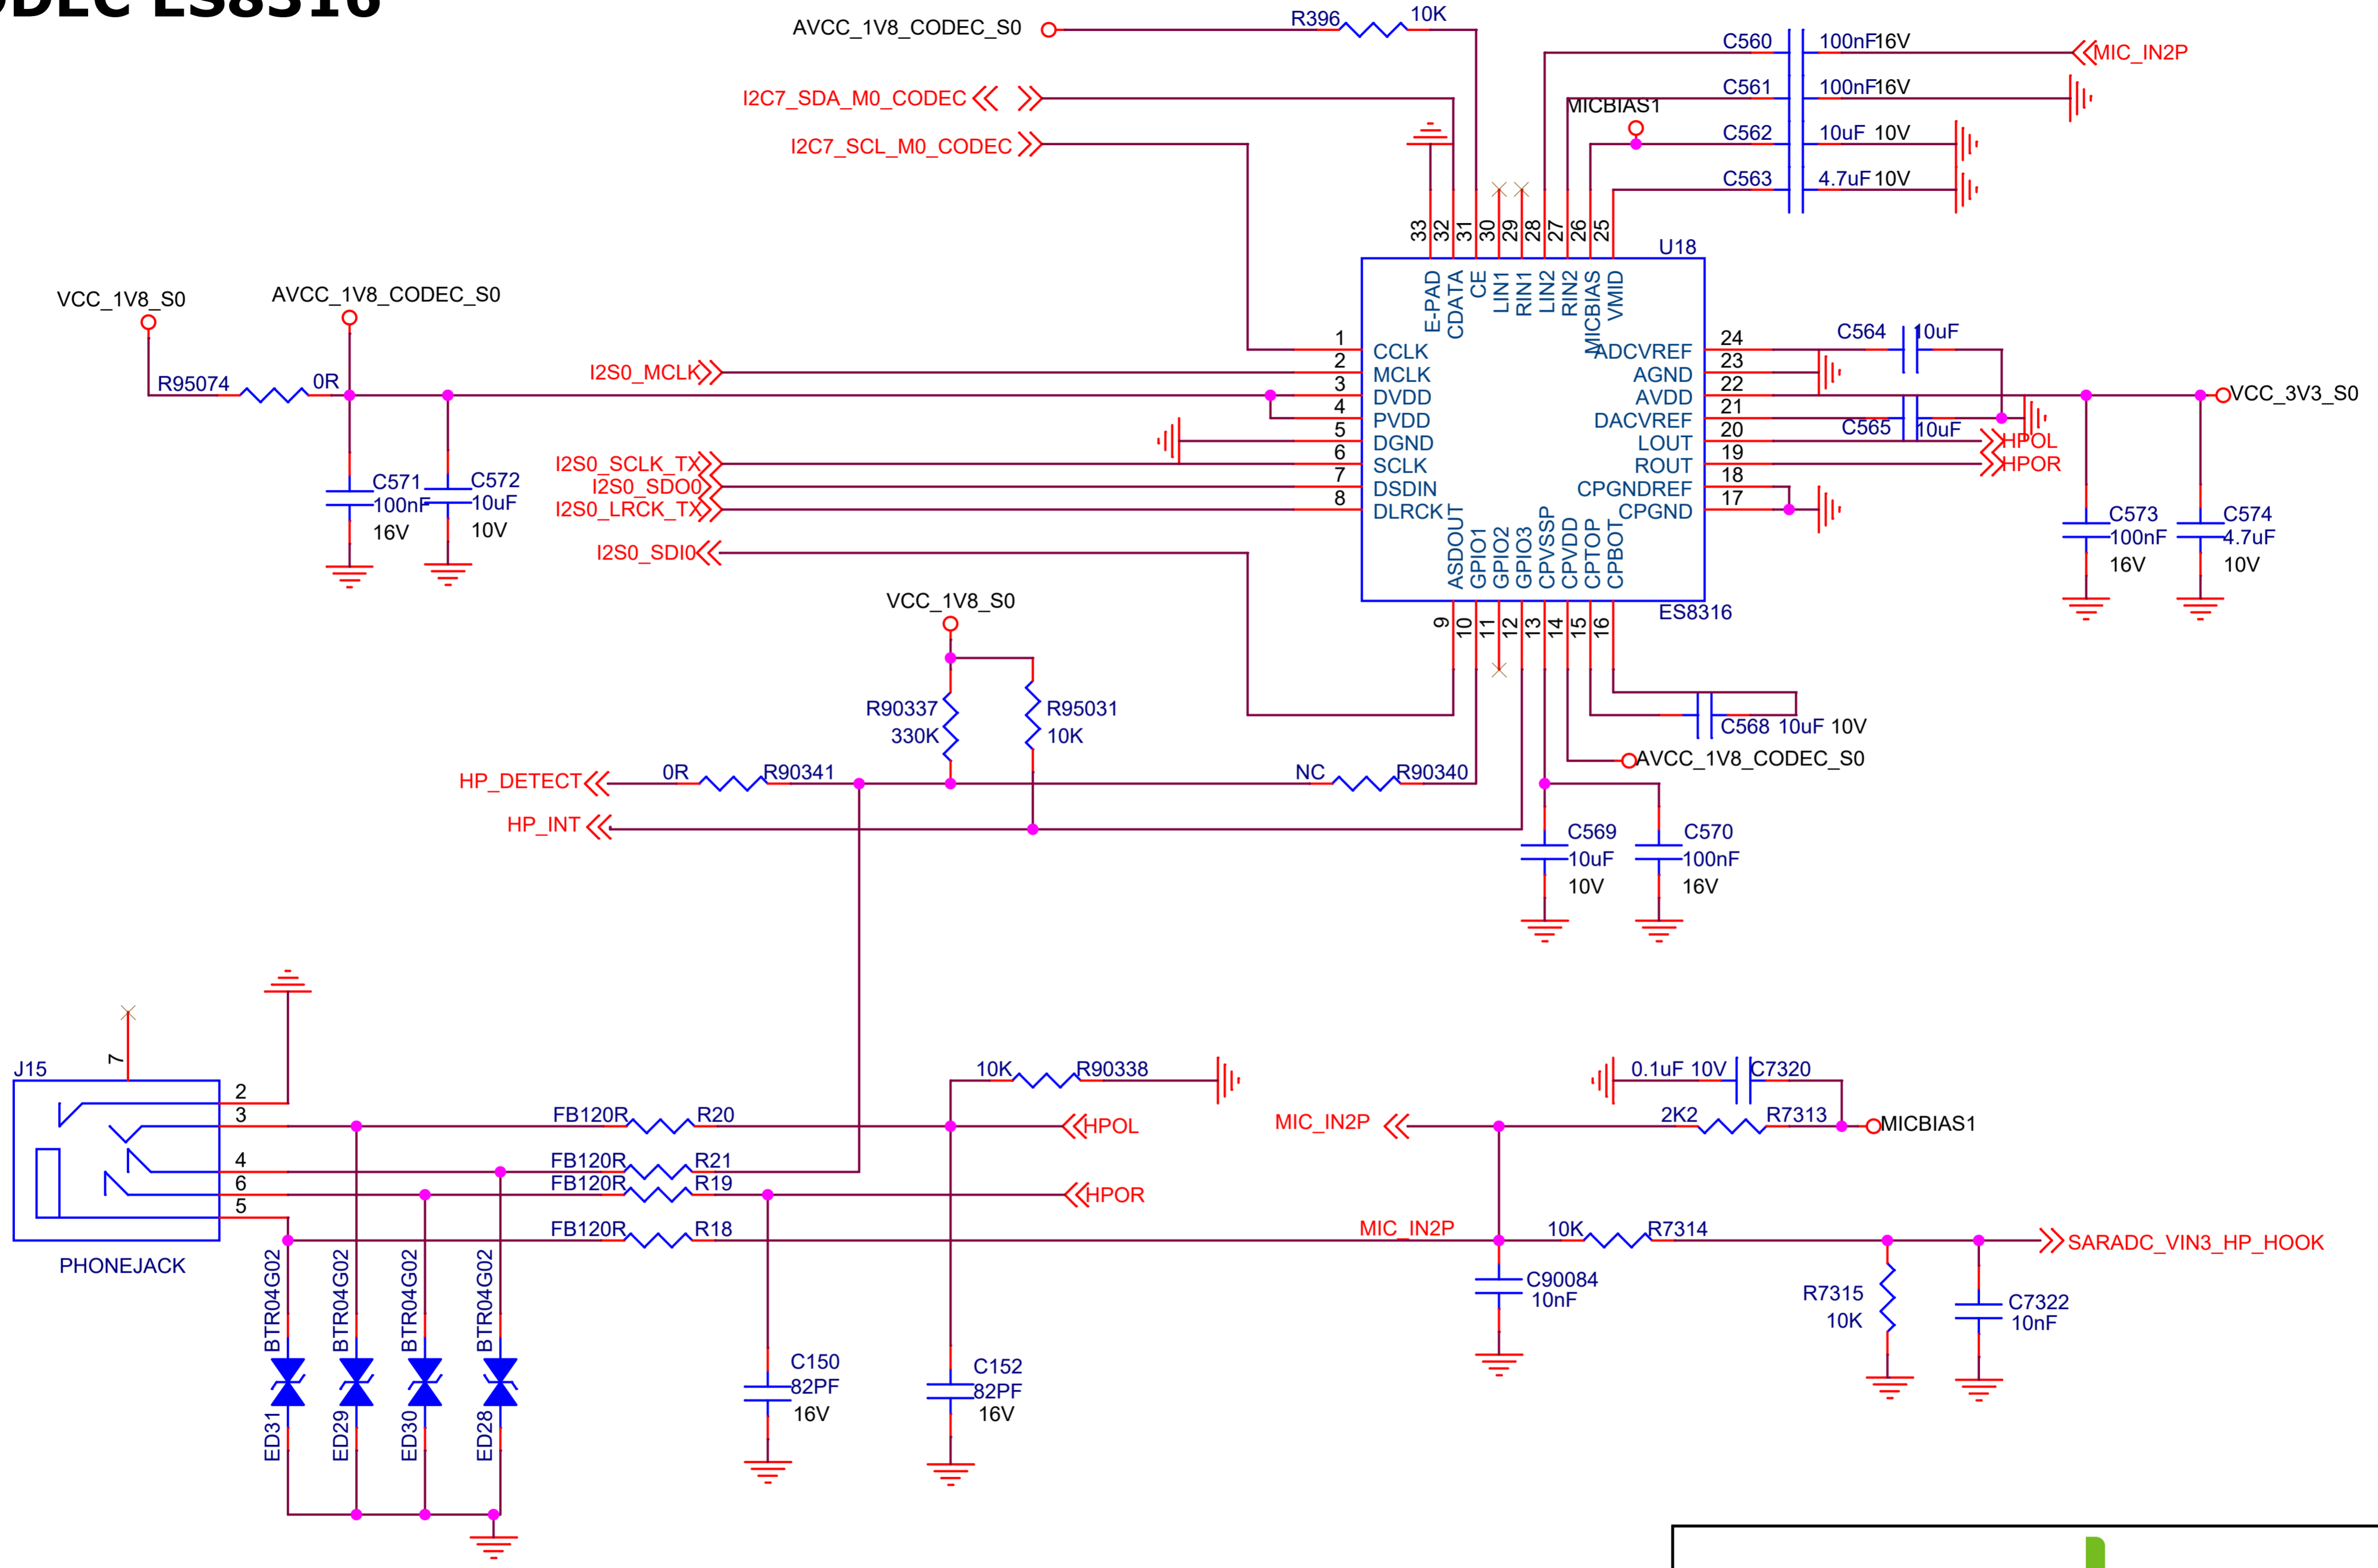 ODEC ES8316
AVCC_1V8_CODEC_S0
R396
10K
I2C7_SDA_M0_CODEC
I2C7_SCL_M0_CODEC
C560
100nF
16V
MIC_IN2P
C561
100nF
16V
MICBIAS1
C562
10uF
10V
C563
4.7uF
10V
33
32
31
30
29
28
27
26
25
U18
E-PAD
CDATA
CE
LIN1
RIN1
LIN2
RIN2
MICBIAS
VMID
VCC_1V8_S0
AVCC_1V8_CODEC_S0
R95074
0R
I2S0_MCLK
I2S0_SCLK_TX
I2S0_SDO0
I2S0_LRCK_TX
I2S0_SDI0
1
2
3
4
5
6
7
8
CCLK
MCLK
DVDD
PVDD
DGND
SCLK
DSDIN
DLRCK
ADCVREF
AGND
AVDD
DACVREF
LOUT
ROUT
CPGNDREF
CPGND
24
23
22
21
20
19
18
17
C564
10uF
C565
10uF
VCC_3V3_S0
HPOL
HPOR
C571
100nF
16V
C572
10uF
10V
C573
100nF
16V
C574
4.7uF
10V
ASDOUT
GPIO1
GPIO2
GPIO3
CPVSSP
CPVDD
CPTOP
CPBOT
ES8316
9
10
11
12
13
14
15
16
VCC_1V8_S0
R90337
330K
R95031
10K
C568
10uF
10V
AVCC_1V8_CODEC_S0
HP_DETECT
0R
R90341
NC
R90340
HP_INT
C569
10uF
10V
C570
100nF
16V
J15
7
2
3
4
6
5
PHONEJACK
FB120R
R20
FB120R
R21
FB120R
R19
FB120R
R18
10K
R90338
HPOL
HPOR
MIC_IN2P
0.1uF
10V
C7320
2K2
R7313
MICBIAS1
MIC_IN2P
10K
R7314
SARADC_VIN3_HP_HOOK
C90084
10nF
R7315
10K
C7322
10nF
BTR04G02
BTR04G02
BTR04G02
BTR04G02
ED31
ED29
ED30
ED28
C150
82PF
16V
C152
82PF
16V